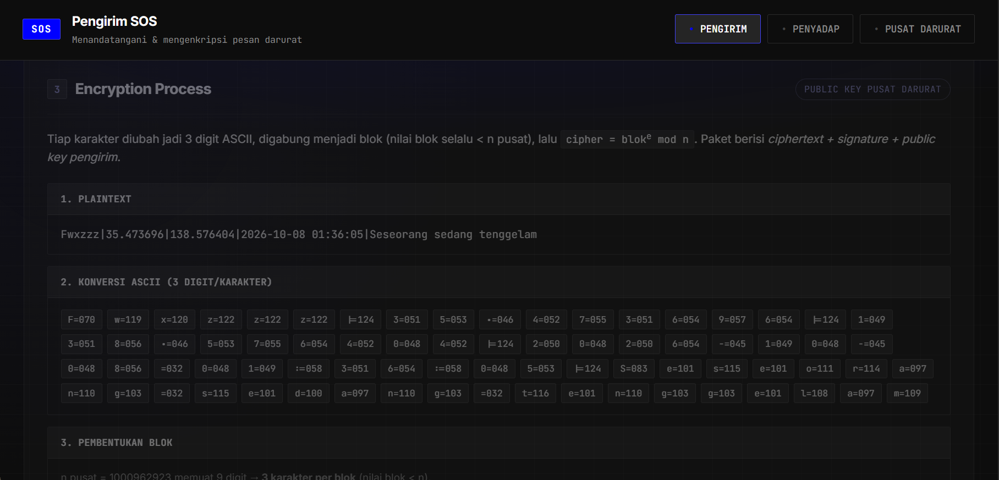 SOS
Pengirim SOS
Menandatangani & mengenkripsi pesan darurat
• PENGIRIM
• PENYADAP
• PUSAT DARURAT
3 Encryption Process
PUBLIC KEY PUSAT DARURAT
Tiap karakter diubah jadi 3 digit ASCII, digabung menjadi blok (nilai blok selalu < n pusat), lalu cipher = blokᵉ mod n. Paket berisi ciphertext + signature + public
key pengirim.
1. PLAINTEXT
Fwxzzz|35.473696|138.576404|2026-10-08 01:36:05|Seseorang sedang tenggelam
2. KONVERSI ASCII (3 DIGIT/KARAKTER)
F=070 w=119 x=120 z=122 z=122 z=122 |=124 3=051 5=053 .=046 4=052 7=055 3=051 6=054 9=057 6=054 |=124 1=049
3=051 8=056 .=046 5=053 7=055 6=054 4=052 0=048 4=052 |=124 2=050 0=048 2=050 6=054 -=045 1=049 0=048 -=045
0=048 8=056 =032 0=048 1=049 :=058 3=051 6=054 :=058 0=048 5=053 |=124 S=083 e=101 s=115 e=101 o=111 r=114 a=097
n=110 g=103 =032 s=115 e=101 d=100 a=097 n=110 g=103 =032 t=116 e=101 n=110 g=103 g=103 e=101 l=108 a=097 m=109
3. PEMBENTUKAN BLOK
n pusat = 1000962923 memuat 9 digit → 3 karakter per blok (nilai blok < n)